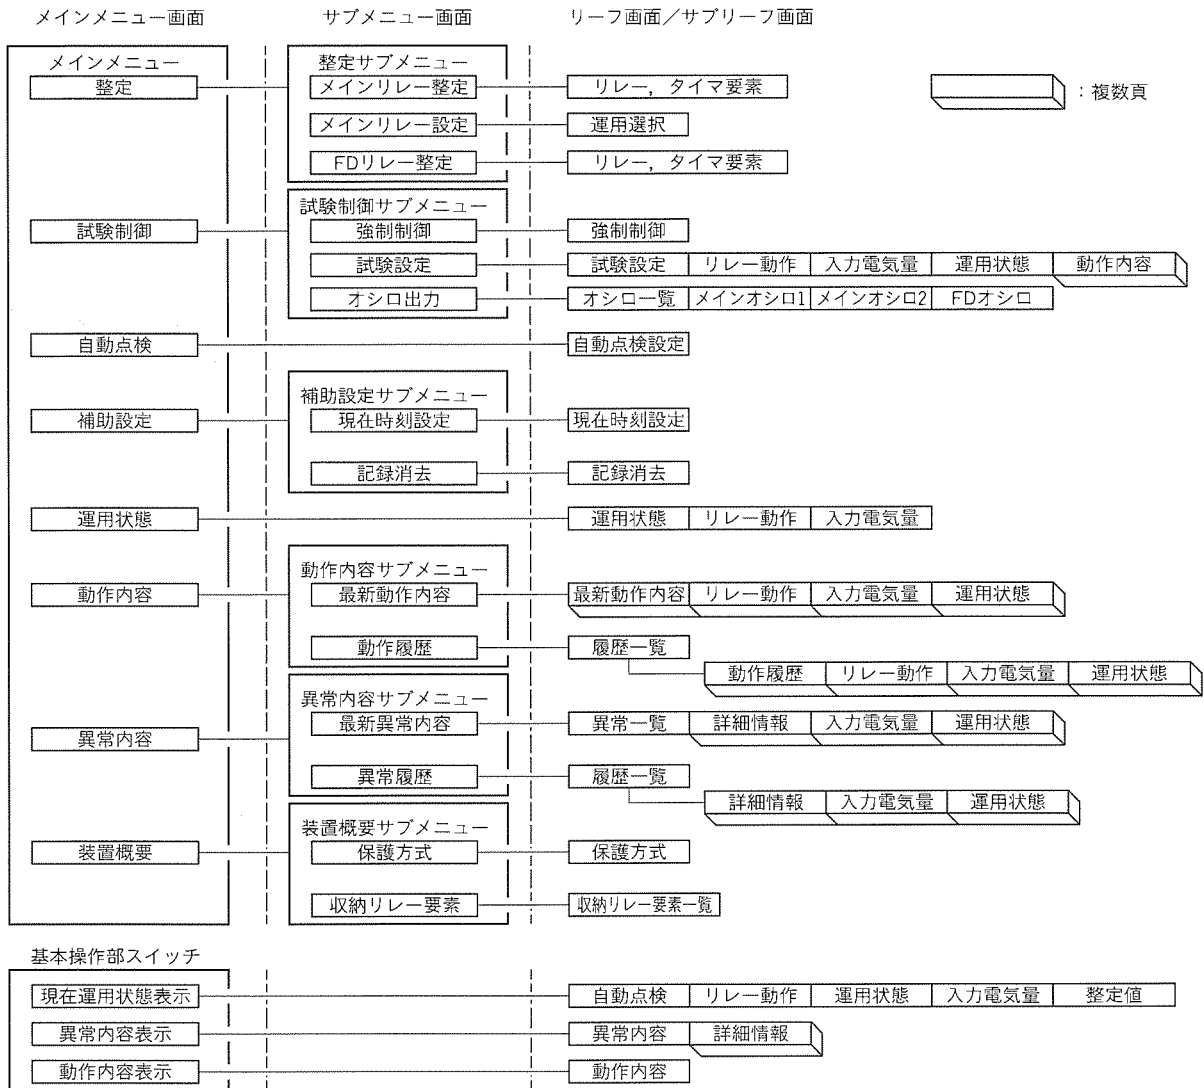 メインメニュー画面 サブメニュー画面 リーフ画面／サブリーフ画面
メインメニュー 整定サブメニュー
整定 メインリレー整定 リレー，タイマ要素 ：複数頁
メインリレー設定 運用選択
FDリレー整定 リレー，タイマ要素
試験制御サブメニュー
試験制御 強制制御 強制制御
試験設定 試験設定 リレー動作 入力電気量 運用状態 動作内容
オシロ出力 オシロ一覧 メインオシロ1 メインオシロ2 FDオシロ
自動点検 自動点検設定
補助設定サブメニュー
補助設定 現在時刻設定 現在時刻設定
記録消去 記録消去
運用状態 運用状態 リレー動作 入力電気量
動作内容サブメニュー
動作内容 最新動作内容 最新動作内容 リレー動作 入力電気量 運用状態
動作履歴 履歴一覧
動作履歴 リレー動作 入力電気量 運用状態
異常内容サブメニュー
最新異常内容 異常一覧 詳細情報 入力電気量 運用状態
異常内容
異常履歴 履歴一覧
詳細情報 入力電気量 運用状態
装置概要サブメニュー
装置概要 保護方式 保護方式
収納リレー要素 収納リレー要素一覧
基本操作部スイッチ
現在運用状態表示 自動点検 リレー動作 運用状態 入力電気量 整定値
異常内容表示 異常内容 詳細情報
動作内容表示 動作内容